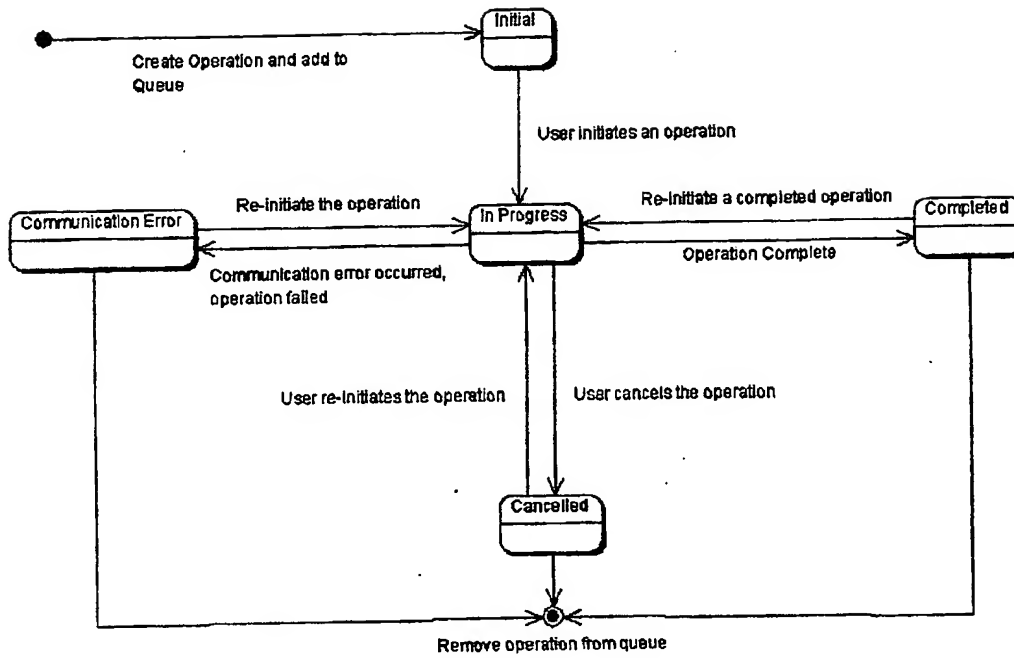 Initial
Create Operation and add to
Queue
User initiates an operation
Communication Error
Re-initiate the operation
In Progress
Re-initiate a completed operation
Completed
Communication error occurred,
operation failed
Operation Complete
User re-initiates the operation
User cancels the operation
Cancelled
Remove operation from queue